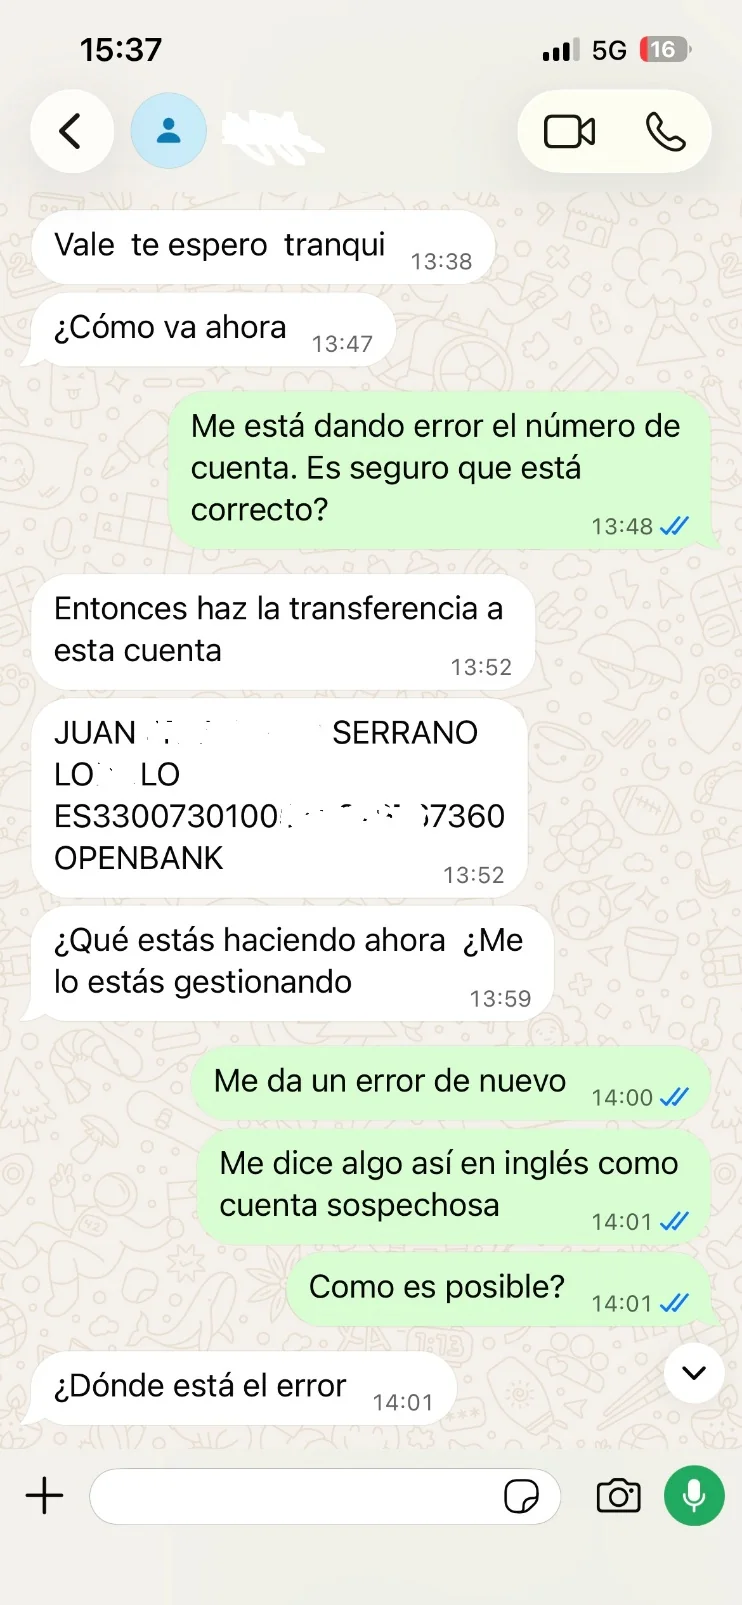 15:37
5G
16
Vale  te espero  tranqui
13:38
¿Cómo va ahora
13:47
Me está dando error el número de
cuenta. Es seguro que está
correcto?
13:48
Entonces haz la transferencia a
esta cuenta
13:52
JUAN SERRANO
LO LO
ES3300730100 67360
OPENBANK
13:52
¿Qué estás haciendo ahora  ¿Me
lo estás gestionando
13:59
Me da un error de nuevo
14:00
Me dice algo así en inglés como
cuenta sospechosa
14:01
Como es posible?
14:01
¿Dónde está el error
14:01